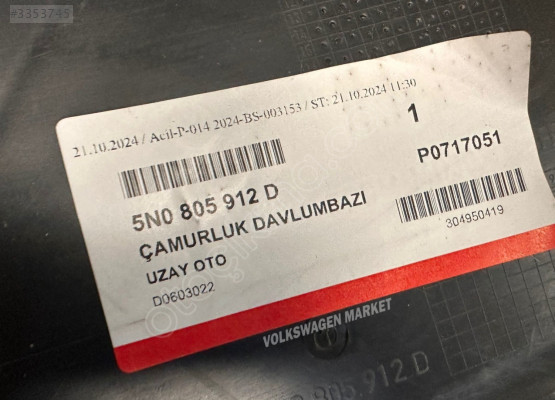 #3353745
21.10.2024 / Acil-P-014 2024-BS-003153 / ST: 21.10.2024 11:30
1
5N0 805 912 D
P0717051
ÇAMURLUK DAVLUMBAZI
304950419
UZAY OTO
D0603022
VOLKSWAGEN MARKET
805 912 D